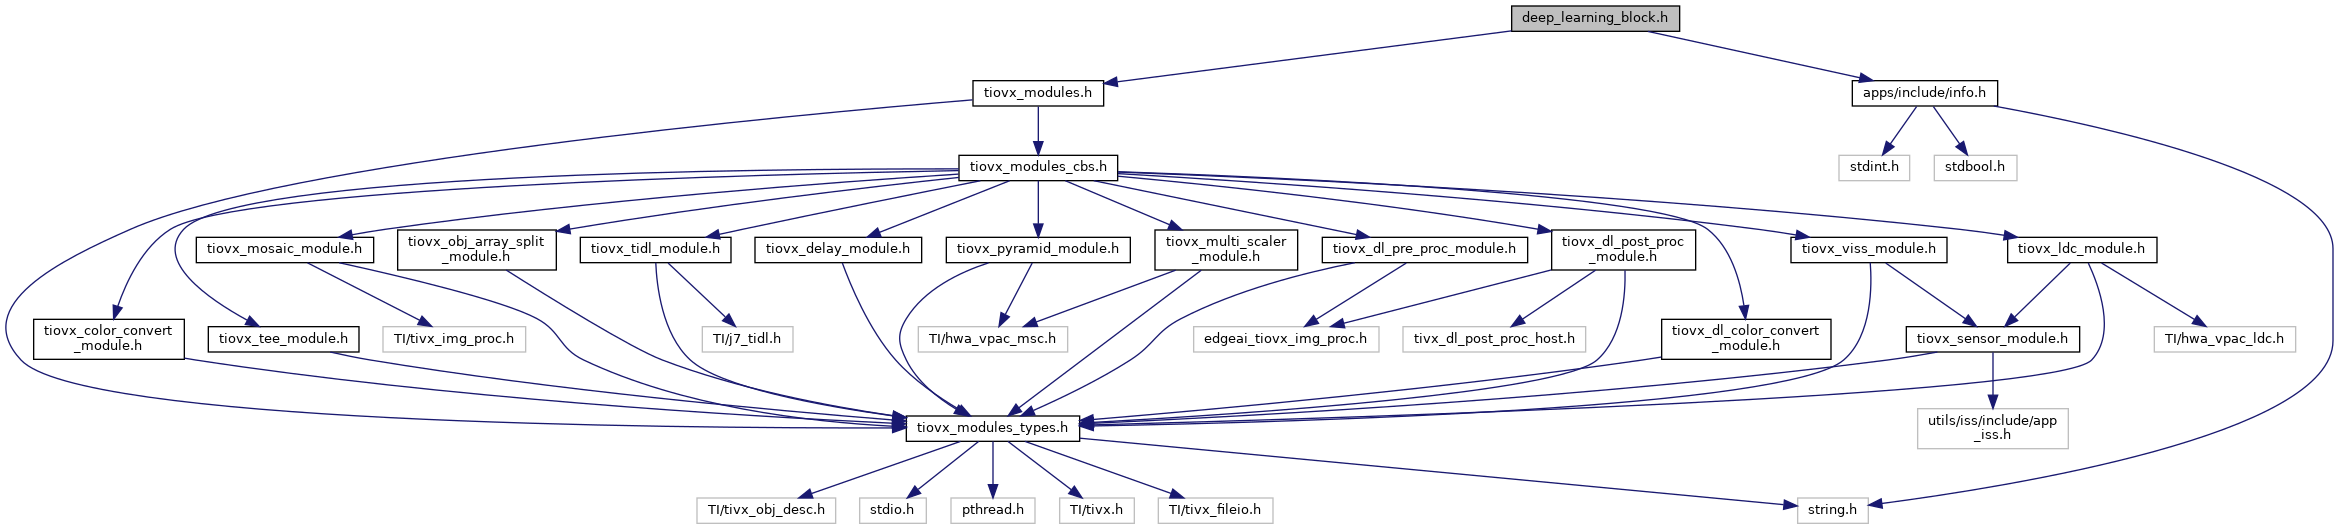 deep_learning_block.h
tiovx_modules.h
apps/include/info.h
tiovx_modules_cbs.h
stdint.h
stdbool.h
tiovx_mosaic_module.h
tiovx_obj_array_split
_module.h
tiovx_tidl_module.h
tiovx_delay_module.h
tiovx_pyramid_module.h
tiovx_multi_scaler
_module.h
tiovx_dl_pre_proc_module.h
tiovx_dl_post_proc
_module.h
tiovx_viss_module.h
tiovx_ldc_module.h
tiovx_color_convert
_module.h
tiovx_tee_module.h
TI/tivx_img_proc.h
TI/j7_tidl.h
TI/hwa_vpac_msc.h
edgeai_tiovx_img_proc.h
tivx_dl_post_proc_host.h
tiovx_dl_color_convert
_module.h
tiovx_sensor_module.h
TI/hwa_vpac_ldc.h
tiovx_modules_types.h
utils/iss/include/app
_iss.h
TI/tivx_obj_desc.h
stdio.h
pthread.h
TI/tivx.h
TI/tivx_fileio.h
string.h